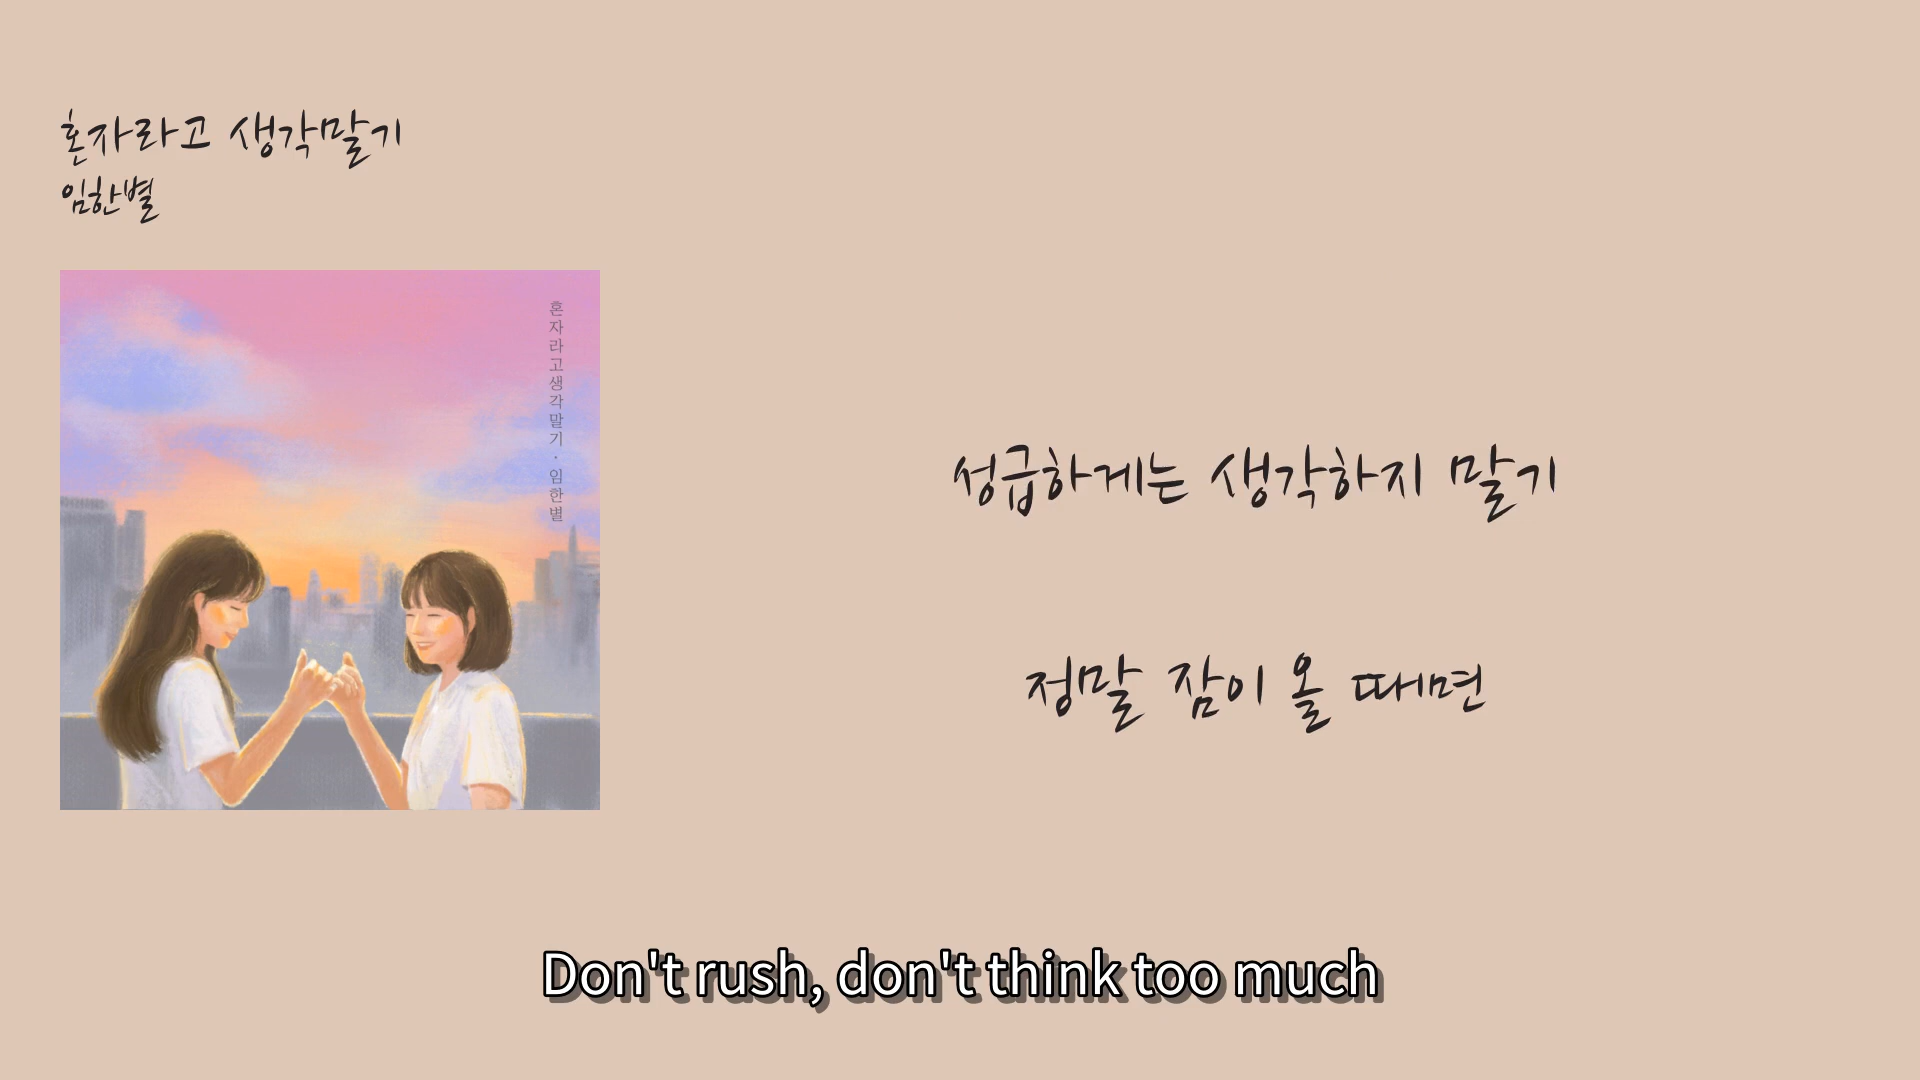 혼자라고 생각말기
임한별
혼자라고생각말기 · 임한별
성급하게는 생각하지 말기
정말 잠이 올 때면
Don't rush, don't think too much